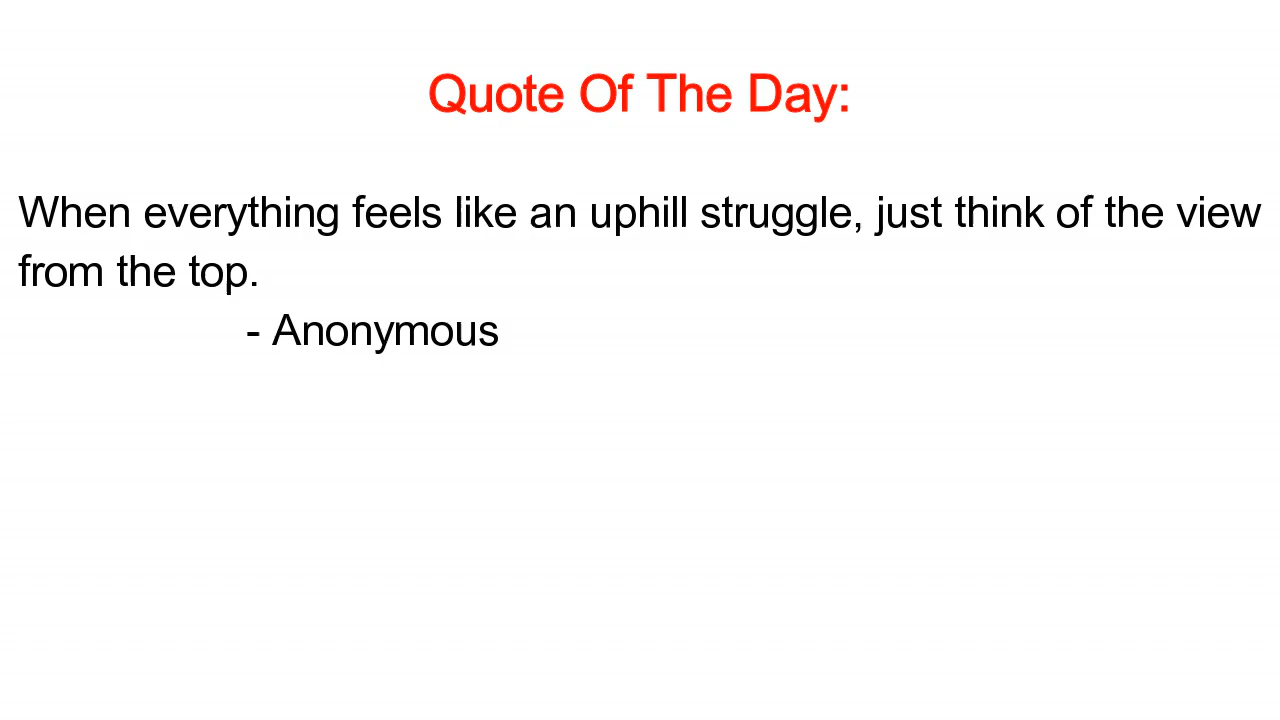 Quote Of The Day:
When everything feels like an uphill struggle, just think of the view
from the top.
- Anonymous